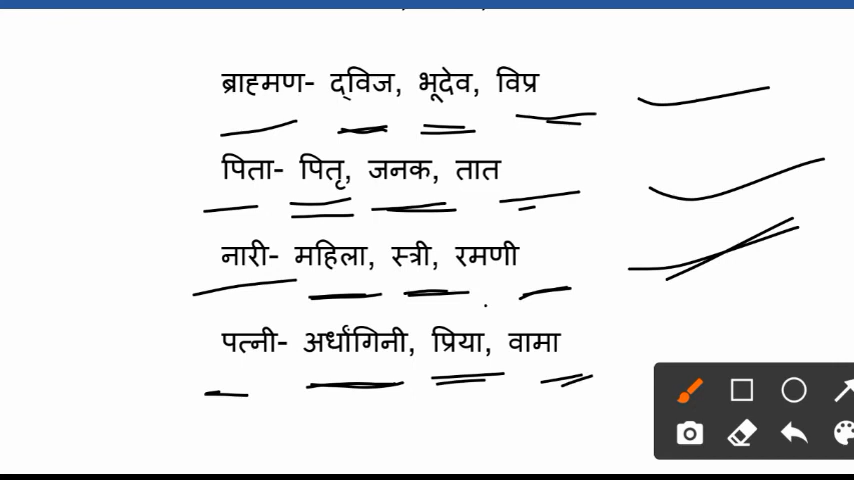 ब्राह्मण- द्‌विज, भूदेव, विप्र
पिता- पितृ, जनक, तात
नारी- महिला, स्त्री, रमणी
पत्नी- अर्धांगिनी, प्रिया, वामा